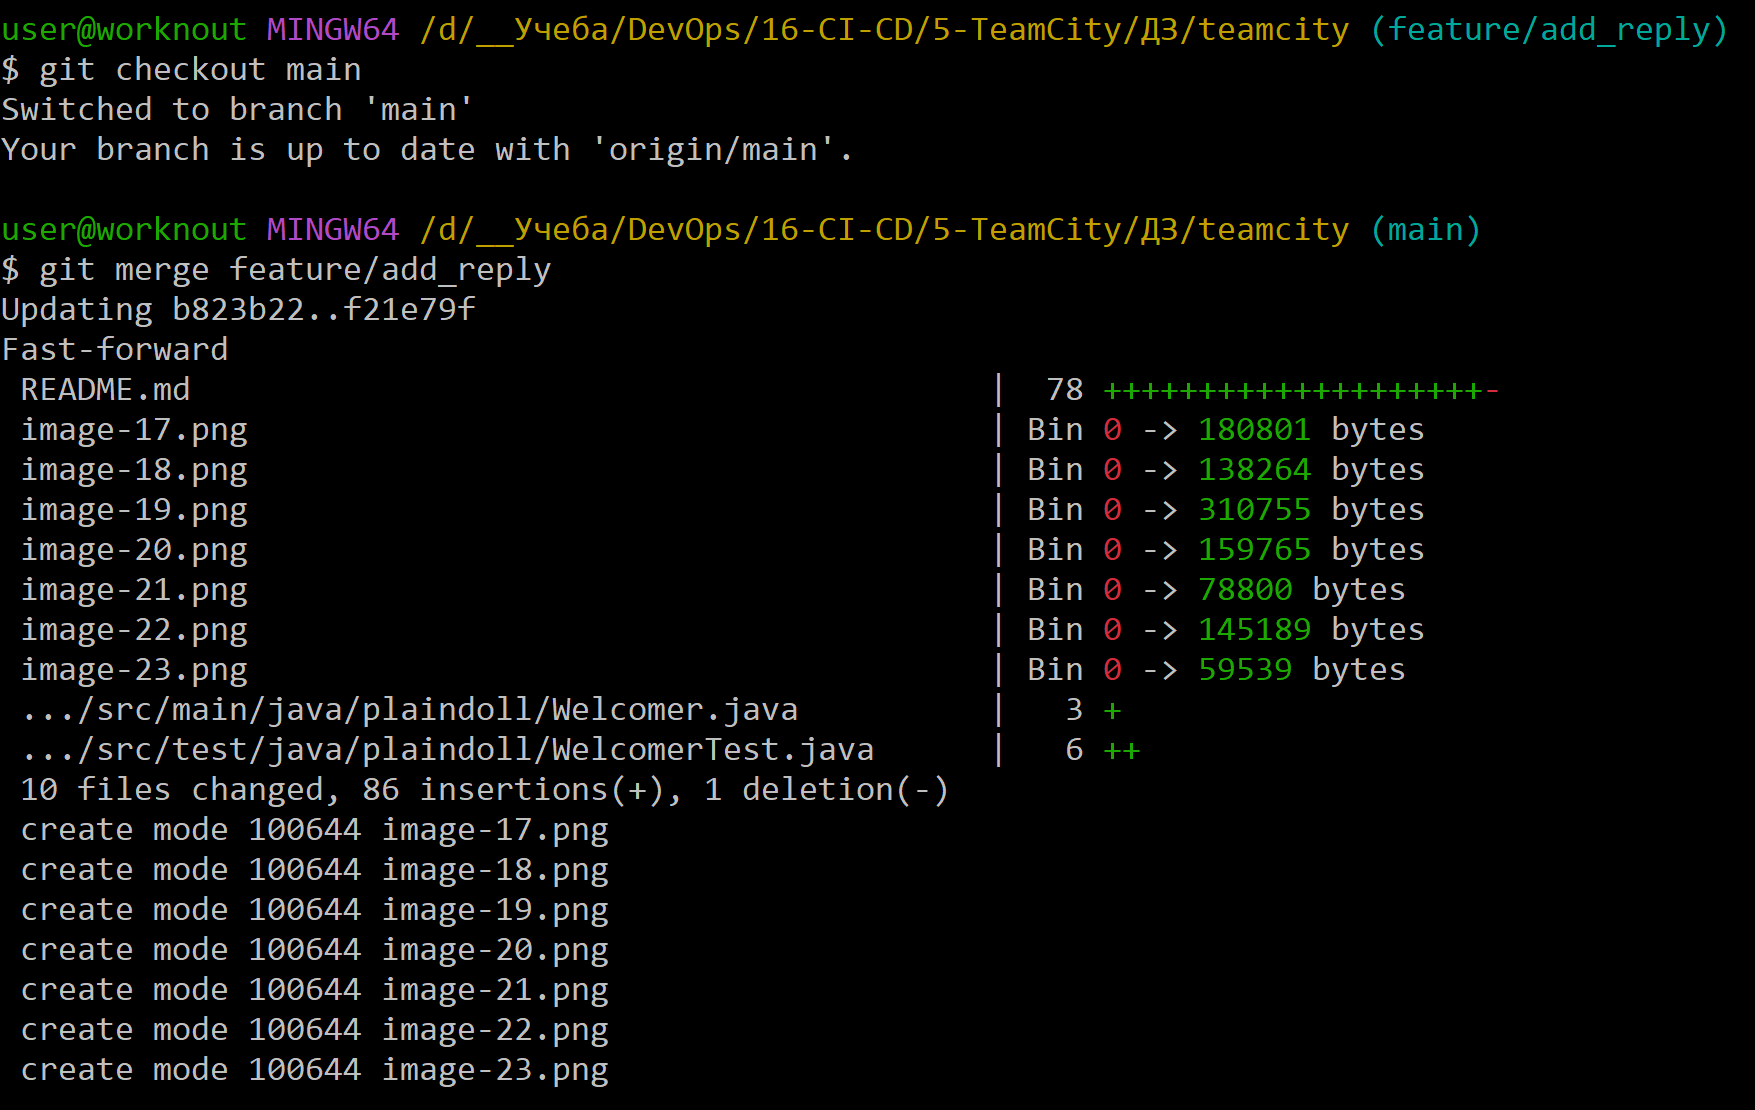 user@worknout MINGW64 /d/__Учеба/DevOps/16-CI-CD/5-TeamCity/ДЗ/teamcity (feature/add_reply)
$ git checkout main
Switched to branch 'main'
Your branch is up to date with 'origin/main'.
user@worknout MINGW64 /d/__Учеба/DevOps/16-CI-CD/5-TeamCity/ДЗ/teamcity (main)
$ git merge feature/add_reply
Updating b823b22..f21e79f
Fast-forward
 README.md | 78 ++++++++++++++++++++-
 image-17.png | Bin 0 -> 180801 bytes
 image-18.png | Bin 0 -> 138264 bytes
 image-19.png | Bin 0 -> 310755 bytes
 image-20.png | Bin 0 -> 159765 bytes
 image-21.png | Bin 0 -> 78800 bytes
 image-22.png | Bin 0 -> 145189 bytes
 image-23.png | Bin 0 -> 59539 bytes
 .../src/main/java/plaindoll/Welcomer.java | 3 +
 .../src/test/java/plaindoll/WelcomerTest.java | 6 ++
 10 files changed, 86 insertions(+), 1 deletion(-)
 create mode 100644 image-17.png
 create mode 100644 image-18.png
 create mode 100644 image-19.png
 create mode 100644 image-20.png
 create mode 100644 image-21.png
 create mode 100644 image-22.png
 create mode 100644 image-23.png